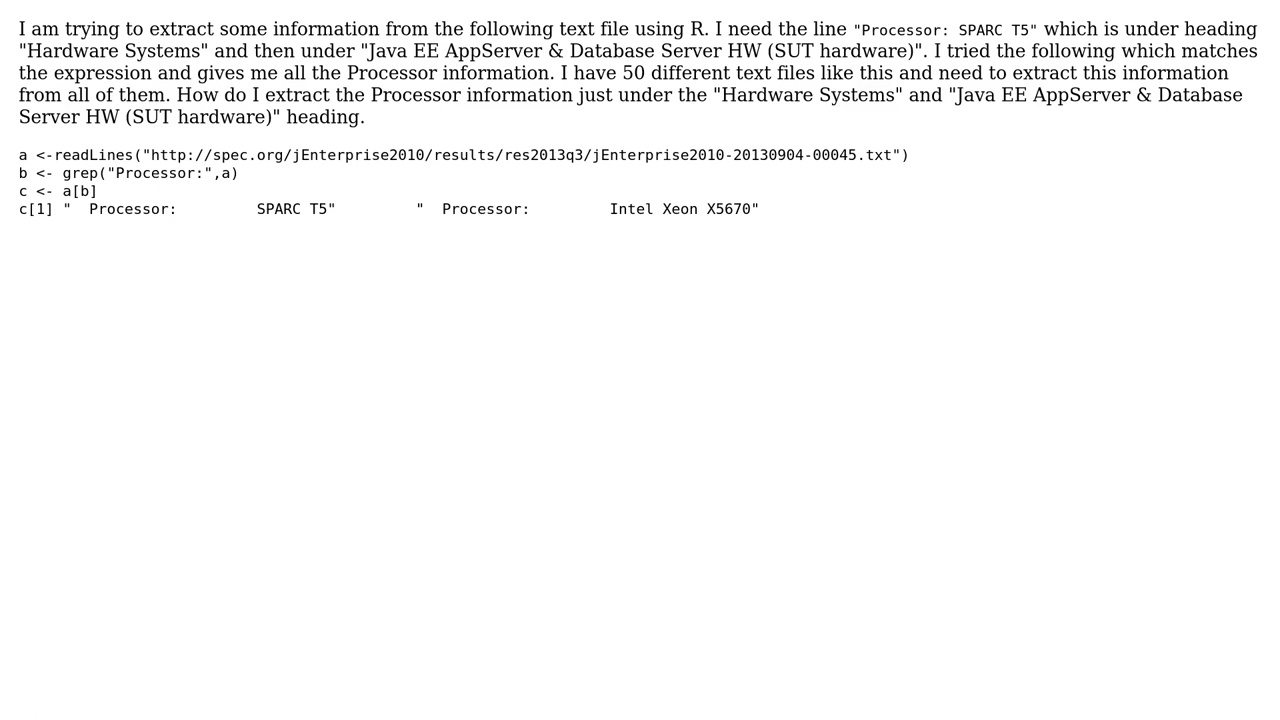 I am trying to extract some information from the following text file using R. I need the line "Processor: SPARC T5" which is under heading
"Hardware Systems" and then under "Java EE AppServer & Database Server HW (SUT hardware)". I tried the following which matches
the expression and gives me all the Processor information. I have 50 different text files like this and need to extract this information
from all of them. How do I extract the Processor information just under the "Hardware Systems" and "Java EE AppServer & Database
Server HW (SUT hardware)" heading.
a <-readLines("http://spec.org/jEnterprise2010/results/res2013q3/jEnterprise2010-20130904-00045.txt")
b <- grep("Processor:",a)
c <- a[b]
c[1] "  Processor:         SPARC T5"         "  Processor:         Intel Xeon X5670"